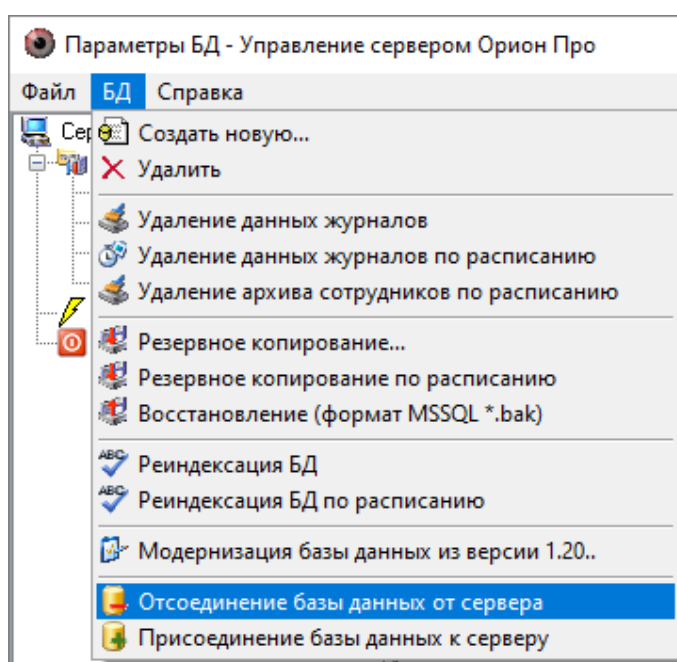 Параметры БД - Управление сервером Орион Про
Файл БД Справка
Создать новую...
Удалить
Удаление данных журналов
Удаление данных журналов по расписанию
Удаление архива сотрудников по расписанию
Резервное копирование...
Резервное копирование по расписанию
Восстановление (формат MSSQL *.bak)
ABC Реиндексация БД
ABC Реиндексация БД по расписанию
Модернизация базы данных из версии 1.20..
Отсоединение базы данных от сервера
Присоединение базы данных к серверу